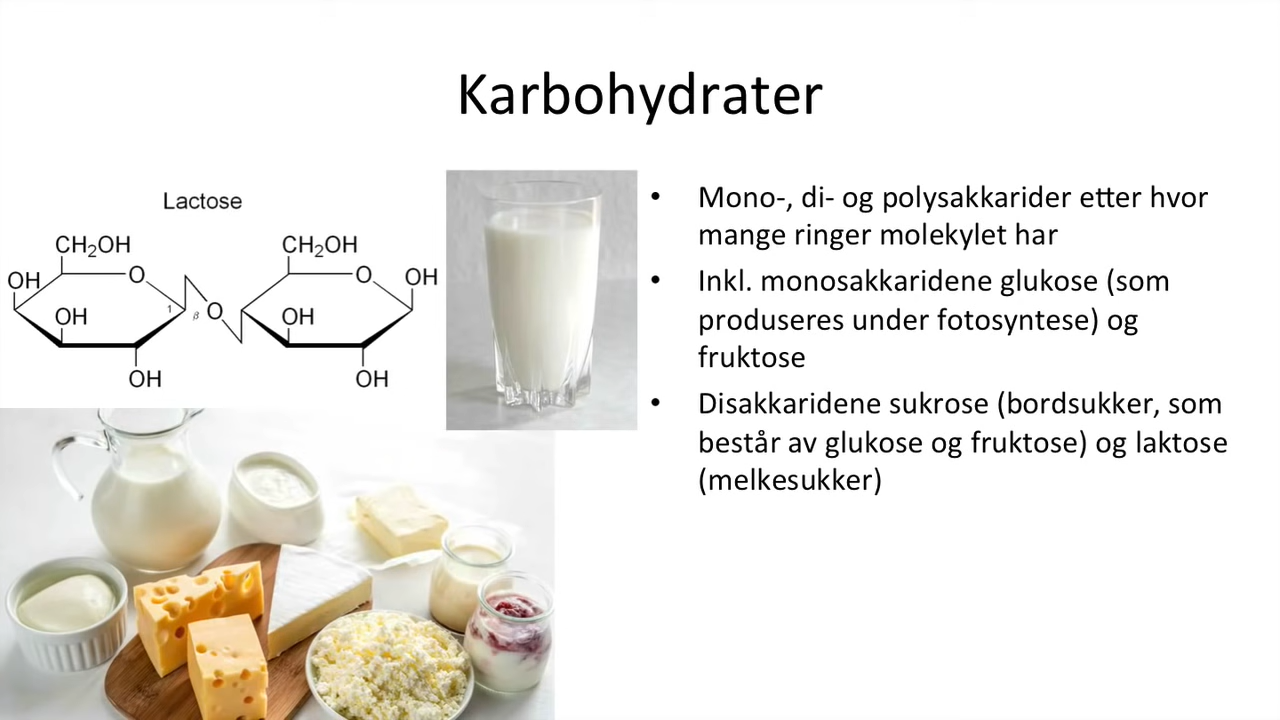 Karbohydrater
Lactose
CH₂OH
CH₂OH
OH
O
O
OH
OH
1
β
O
OH
OH
OH
• Mono-, di- og polysakkarider etter hvor
mange ringer molekylet har
• Inkl. monosakkaridene glukose (som
produseres under fotosyntese) og
fruktose
• Disakkaridene sukrose (bordsukker, som
består av glukose og fruktose) og laktose
(melkesukker)